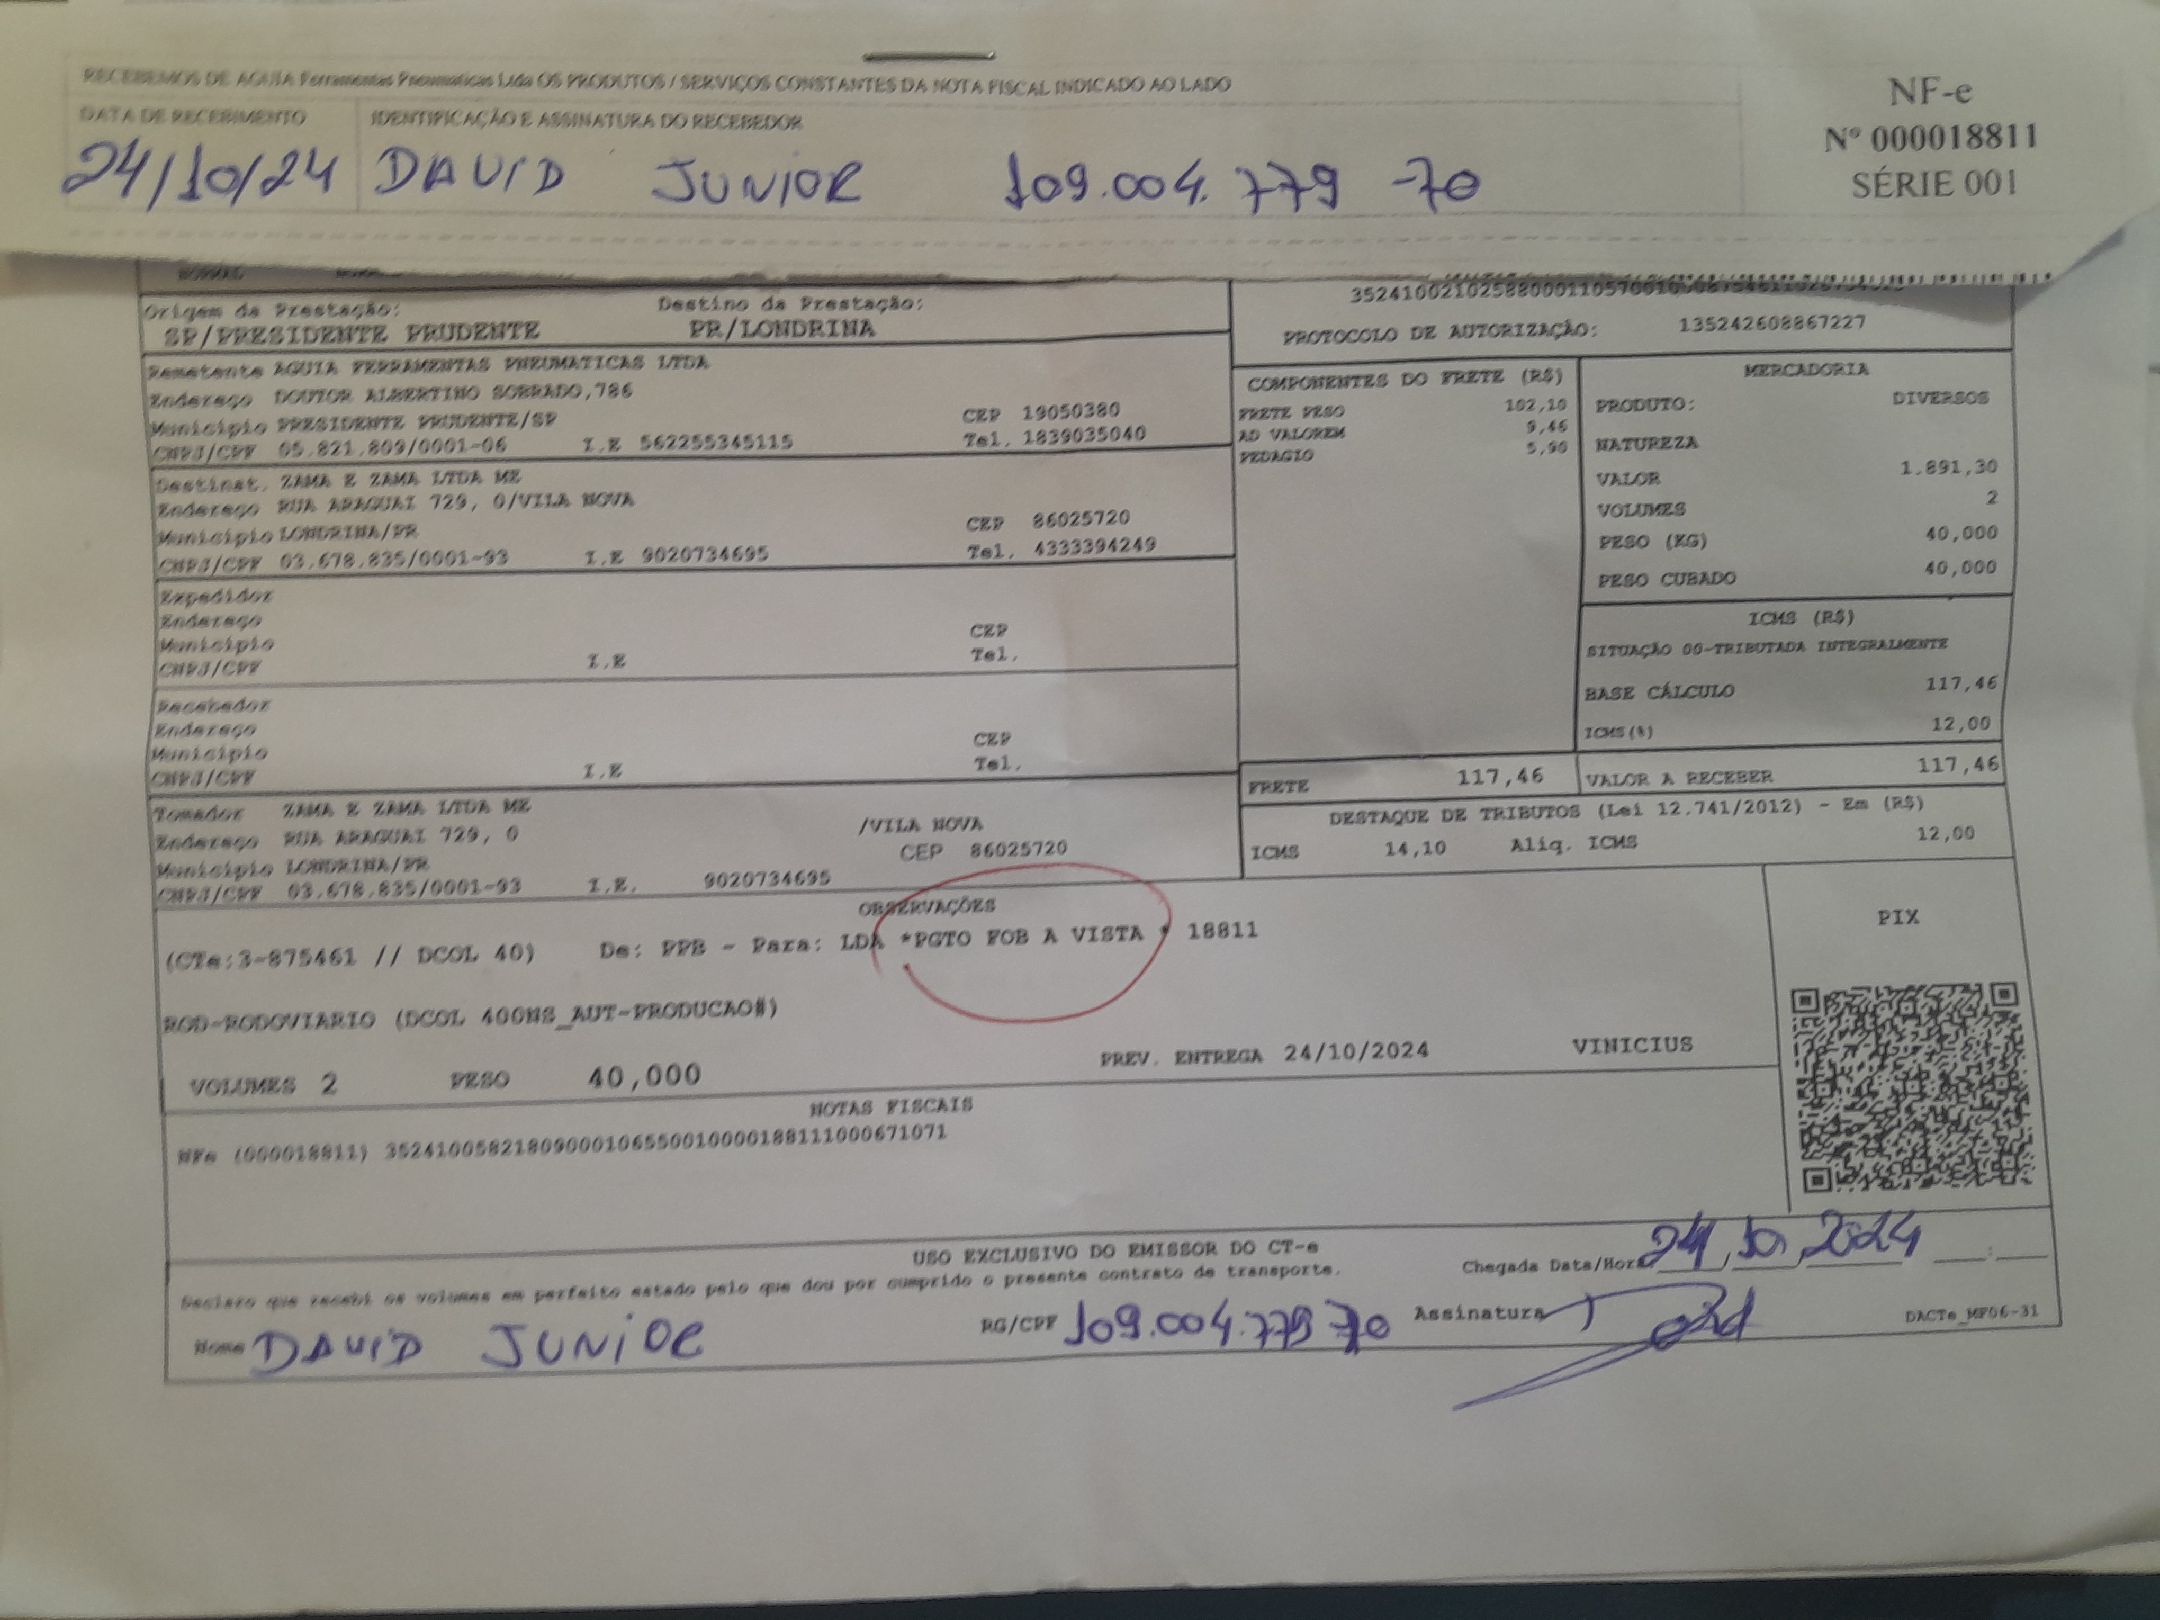 RECEBEMOS DE AGUIA Ferramentas Pneumaticas Ltda OS PRODUTOS / SERVIÇOS CONSTANTES DA NOTA FISCAL INDICADO AO LADO
NF-e
Nº 000018811
SÉRIE 001
DATA DE RECEBIMENTO IDENTIFICAÇÃO E ASSINATURA DO RECEBEDOR
24/10/24 DAVID JUNIOR 109.004.779-70
Origem da Prestação: Destino da Prestação:
SP/PRESIDENTE PRUDENTE PR/LONDRINA
PROTOCOLO DE AUTORIZAÇÃO: 135242608867227
Remetente AGUIA FERRAMENTAS PNEUMATICAS LTDA
Endereço DOUTOR ALBERTINO SOBRADO,786
Município PRESIDENTE PRUDENTE/SP CEP 19050380
CNPJ/CPF 05.821.809/0001-06 I.E 562255345115 Tel. 1839035040
Destinat. ZAMA E ZAMA LTDA ME
Endereço RUA ARAGUAI 729, 0/VILA NOVA
Município LONDRINA/PR CEP 86025720
CNPJ/CPF 03.678.835/0001-93 I.E 9020734695 Tel. 4333394249
Expedidor
Endereço
Município CEP
CNPJ/CPF I.E Tel.
Recebedor
Endereço
Município CEP
CNPJ/CPF I.E Tel.
Tomador ZAMA E ZAMA LTDA ME
Endereço RUA ARAGUAI 729, 0 /VILA NOVA
Município LONDRINA/PR CEP 86025720
CNPJ/CPF 03.678.835/0001-93 I.E. 9020734695
COMPONENTES DO FRETE (R$)
FRETE PESO 102,10
AD VALOREM 9,46
PEDAGIO 5,90
MERCADORIA
PRODUTO: DIVERSOS
NATUREZA
VALOR 1.891,30
VOLUMES 2
PESO (KG) 40,000
PESO CUBADO 40,000
ICMS (R$)
SITUAÇÃO 00-TRIBUTADA INTEGRALMENTE
BASE CÁLCULO 117,46
ICMS(%) 12,00
FRETE 117,46 VALOR A RECEBER 117,46
DESTAQUE DE TRIBUTOS (Lei 12.741/2012) - Em (R$)
ICMS 14,10 Aliq. ICMS 12,00
OBSERVAÇÕES
(CTe:3-875461 // DCOL 40) De: PPB - Para: LDA *PGTO FOB A VISTA * 18811
ROD-RODOVIARIO (DCOL 400NS_AUT-PRODUCAO#)
VOLUMES 2 PESO 40,000 PREV. ENTREGA 24/10/2024 VINICIUS
PIX
NOTAS FISCAIS
NFe (000018811) 35241005821809000106550010000188111000671071
USO EXCLUSIVO DO EMISSOR DO CT-e
Declaro que recebi os volumes em perfeito estado pelo que dou por cumprido o presente contrato de transporte.
Chegada Data/Hora 24/10/2024 :
Nome DAVID JUNIOR RG/CPF 109.004.779 70 Assinatura
DACTe_MF06-31